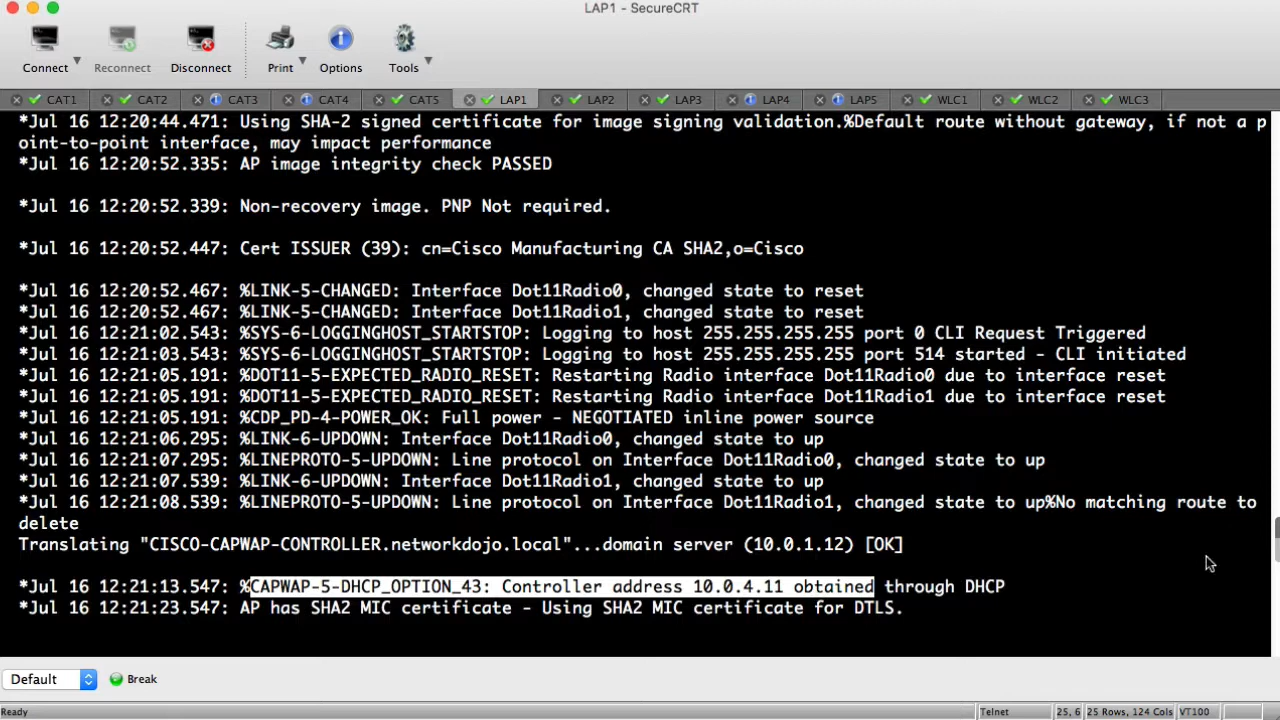 LAP1 - SecureCRT
Connect Reconnect Disconnect Print Options Tools
CAT1 CAT2 CAT3 CAT4 CAT5 LAP1 LAP2 LAP3 LAP4 LAP5 WLC1 WLC2 WLC3
*Jul 16 12:20:44.471: Using SHA-2 signed certificate for image signing validation.%Default route without gateway, if not a p
oint-to-point interface, may impact performance
*Jul 16 12:20:52.335: AP image integrity check PASSED
*Jul 16 12:20:52.339: Non-recovery image. PNP Not required.
*Jul 16 12:20:52.447: Cert ISSUER (39): cn=Cisco Manufacturing CA SHA2,o=Cisco
*Jul 16 12:20:52.467: %LINK-5-CHANGED: Interface Dot11Radio0, changed state to reset
*Jul 16 12:20:52.467: %LINK-5-CHANGED: Interface Dot11Radio1, changed state to reset
*Jul 16 12:21:02.543: %SYS-6-LOGGINGHOST_STARTSTOP: Logging to host 255.255.255.255 port 0 CLI Request Triggered
*Jul 16 12:21:03.543: %SYS-6-LOGGINGHOST_STARTSTOP: Logging to host 255.255.255.255 port 514 started - CLI initiated
*Jul 16 12:21:05.191: %DOT11-5-EXPECTED_RADIO_RESET: Restarting Radio interface Dot11Radio0 due to interface reset
*Jul 16 12:21:05.191: %DOT11-5-EXPECTED_RADIO_RESET: Restarting Radio interface Dot11Radio1 due to interface reset
*Jul 16 12:21:05.191: %CDP_PD-4-POWER_OK: Full power - NEGOTIATED inline power source
*Jul 16 12:21:06.295: %LINK-6-UPDOWN: Interface Dot11Radio0, changed state to up
*Jul 16 12:21:07.295: %LINEPROTO-5-UPDOWN: Line protocol on Interface Dot11Radio0, changed state to up
*Jul 16 12:21:07.539: %LINK-6-UPDOWN: Interface Dot11Radio1, changed state to up
*Jul 16 12:21:08.539: %LINEPROTO-5-UPDOWN: Line protocol on Interface Dot11Radio1, changed state to up%No matching route to
delete
Translating "CISCO-CAPWAP-CONTROLLER.networkdojo.local"...domain server (10.0.1.12) [OK]
*Jul 16 12:21:13.547: %CAPWAP-5-DHCP_OPTION_43: Controller address 10.0.4.11 obtained through DHCP
*Jul 16 12:21:23.547: AP has SHA2 MIC certificate - Using SHA2 MIC certificate for DTLS.
Default Break
Ready Telnet 25, 6 25 Rows, 124 Cols VT100